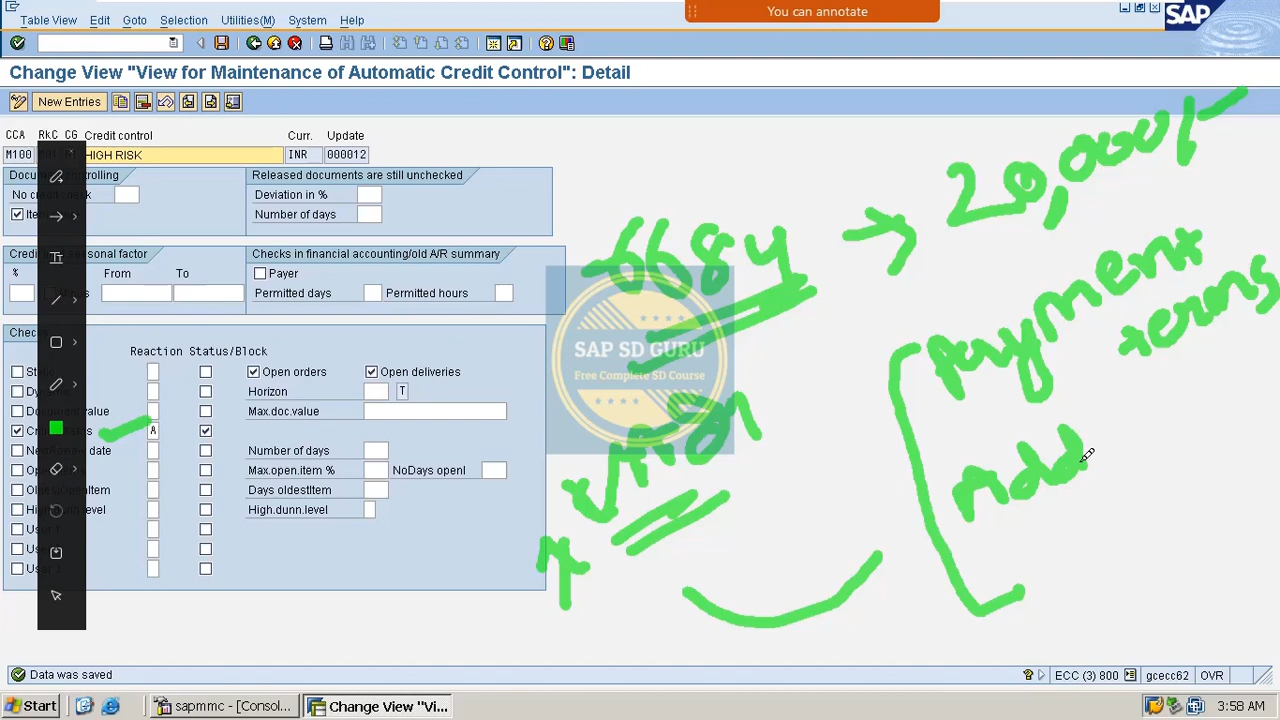 You can annotate
Table View Edit Goto Selection Utilities(M) System Help
SAP
Change View "View for Maintenance of Automatic Credit Control": Detail
New Entries
CCA RkC CG Credit control Curr. Update
M100 HIGH RISK INR 000012
Released documents are still unchecked
Deviation in %
Number of days
Checks in financial accounting/old A/R summary
% From To
Payer
Permitted days Permitted hours
Checks
Reaction Status/Block
Open orders Open deliveries
Horizon T
Max.doc.value
A
Number of days
Max.open.item % NoDays openI
Days oldestItem
High.dunn.level
6684 → 20,000/-
payment
terms
SAP SD GURU
Free Complete SD Course
Data was saved
ECC (3) 800 gcecc62 OVR
Start sapmmc - [Consol... Change View "Vi... 3:58 AM